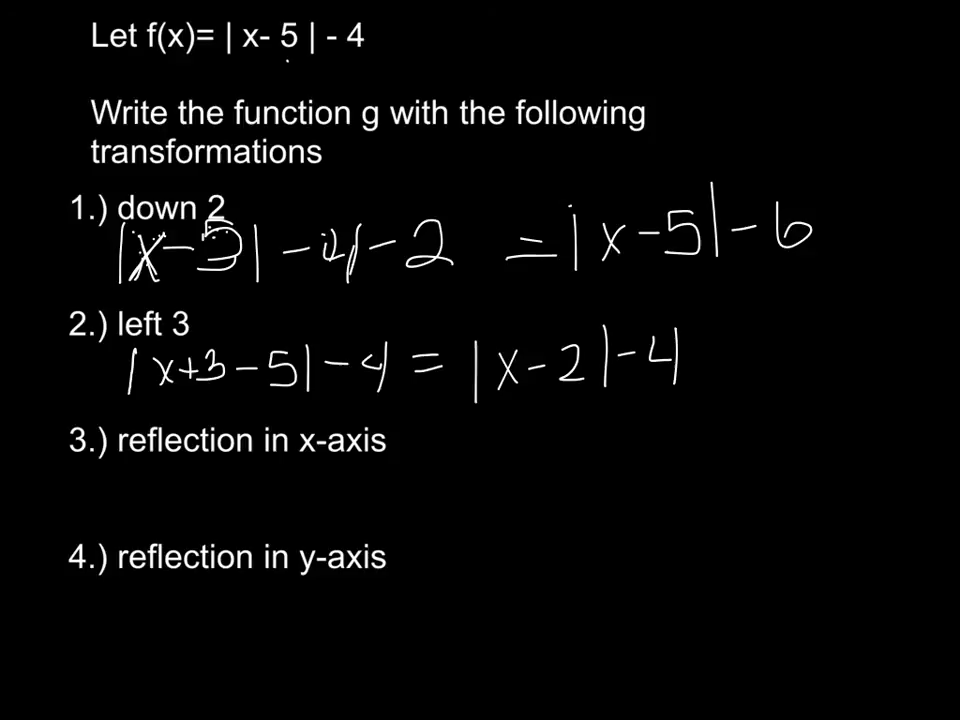 Let f(x)= | x- 5 | - 4
Write the function g with the following
transformations
1.) down 2
|x-5| -4 - 2 = |x-5| - 6
2.) left 3
|x+3-5| - 4 = |x-2| - 4
3.) reflection in x-axis
4.) reflection in y-axis